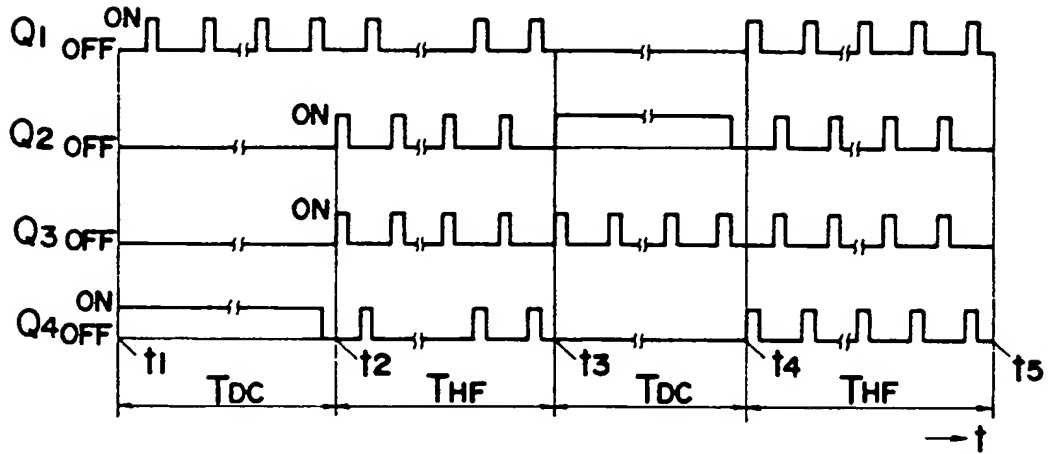 Q1 ON OFF
Q2 OFF ON
Q3 OFF ON
Q4 ON OFF
t1 t2 t3 t4 t5
TDC THF TDC THF
t